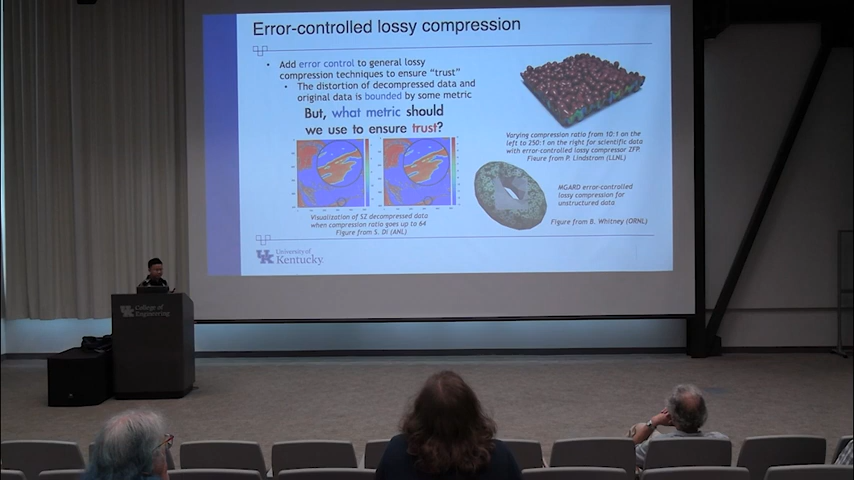 Error-controlled lossy compression
• Add error control to general lossy
compression techniques to ensure “trust”
• The distortion of decompressed data and
original data is bounded by some metric
But, what metric should
we use to ensure trust?
Visualization of SZ decompressed data
when compression ratio goes up to 64
Figure from S. Di (ANL)
Varying compression ratio from 10:1 on the
left to 250:1 on the right for scientific data
with error-controlled lossy compressor ZFP.
Figure from P. Lindstrom (LLNL)
MGARD error-controlled
lossy compression for
unstructured data
Figure from B. Whitney (ORNL)
University of
Kentucky
College of
Engineering